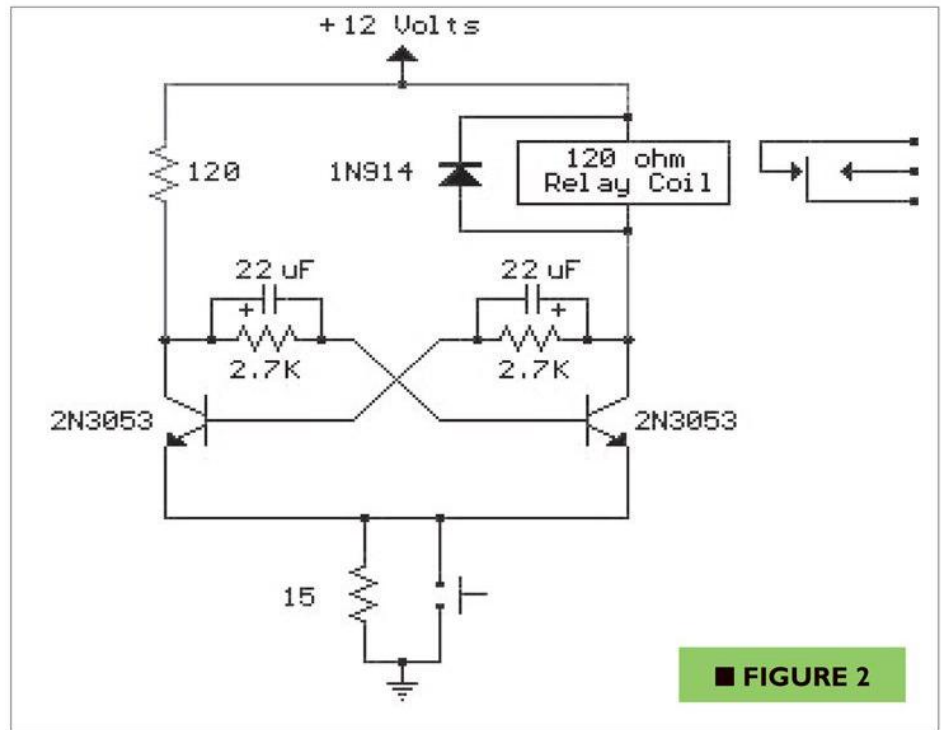 +12 Volts
120
1N914
120 ohm
Relay Coil
22 uF
22 uF
+
+
2.7K
2.7K
2N3053
2N3053
15
■ FIGURE 2